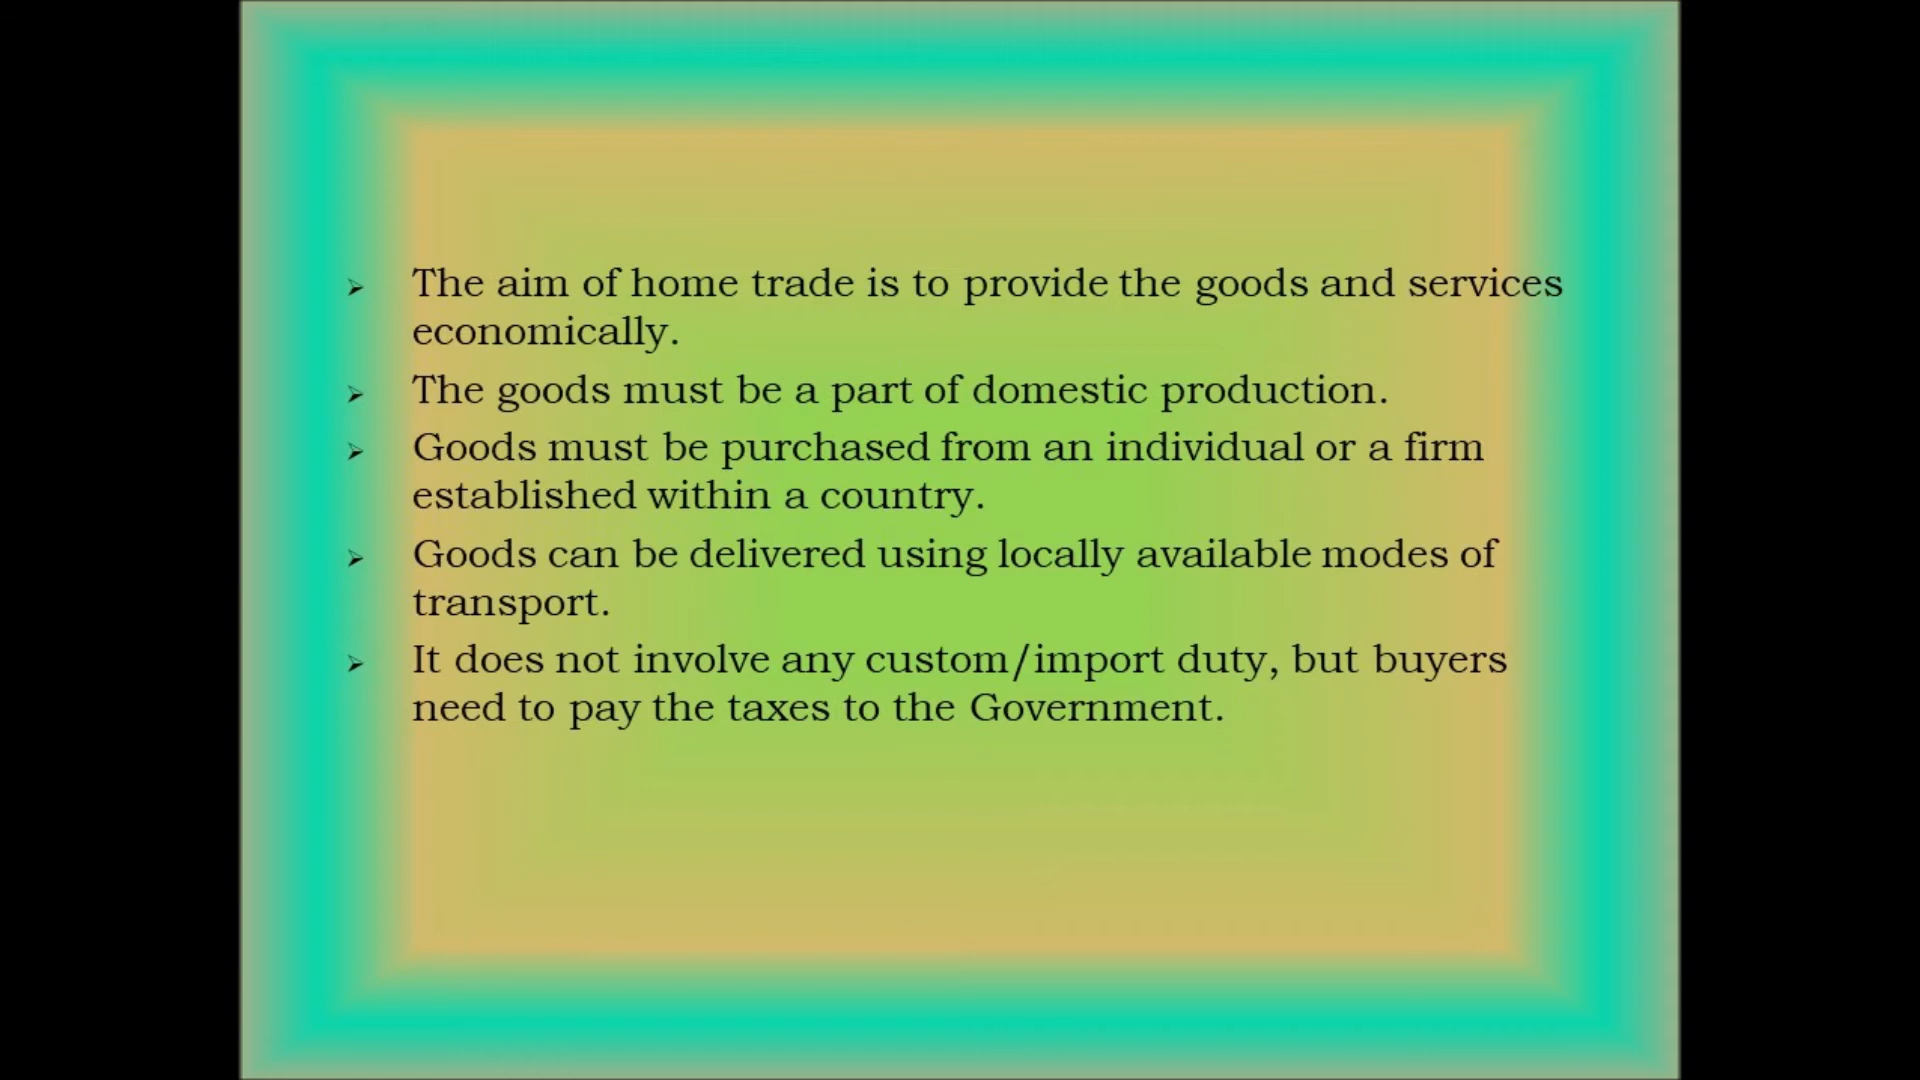 ➢ The aim of home trade is to provide the goods and services
economically.
➢ The goods must be a part of domestic production.
➢ Goods must be purchased from an individual or a firm
established within a country.
➢ Goods can be delivered using locally available modes of
transport.
➢ It does not involve any custom/import duty, but buyers
need to pay the taxes to the Government.